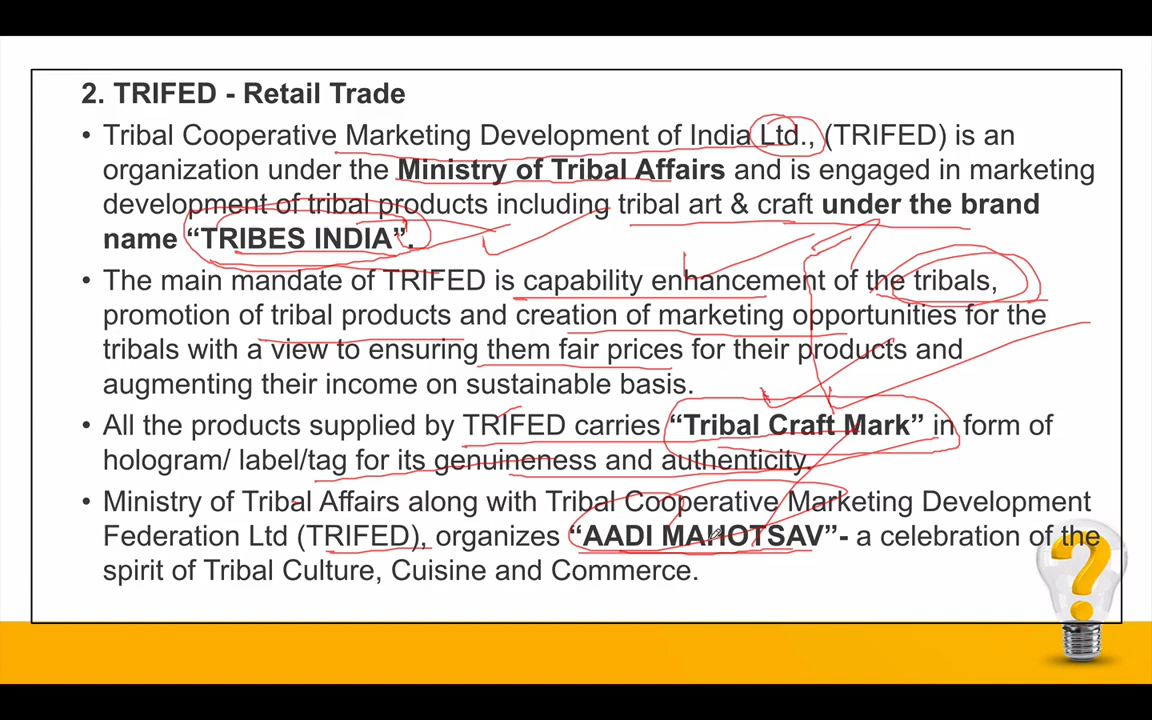 2. TRIFED - Retail Trade
• Tribal Cooperative Marketing Development of India Ltd., (TRIFED) is an
organization under the Ministry of Tribal Affairs and is engaged in marketing
development of tribal products including tribal art & craft under the brand
name “TRIBES INDIA”.
• The main mandate of TRIFED is capability enhancement of the tribals,
promotion of tribal products and creation of marketing opportunities for the
tribals with a view to ensuring them fair prices for their products and
augmenting their income on sustainable basis.
• All the products supplied by TRIFED carries “Tribal Craft Mark” in form of
hologram/ label/tag for its genuineness and authenticity.
• Ministry of Tribal Affairs along with Tribal Cooperative Marketing Development
Federation Ltd (TRIFED), organizes “AADI MAHOTSAV”- a celebration of the
spirit of Tribal Culture, Cuisine and Commerce.